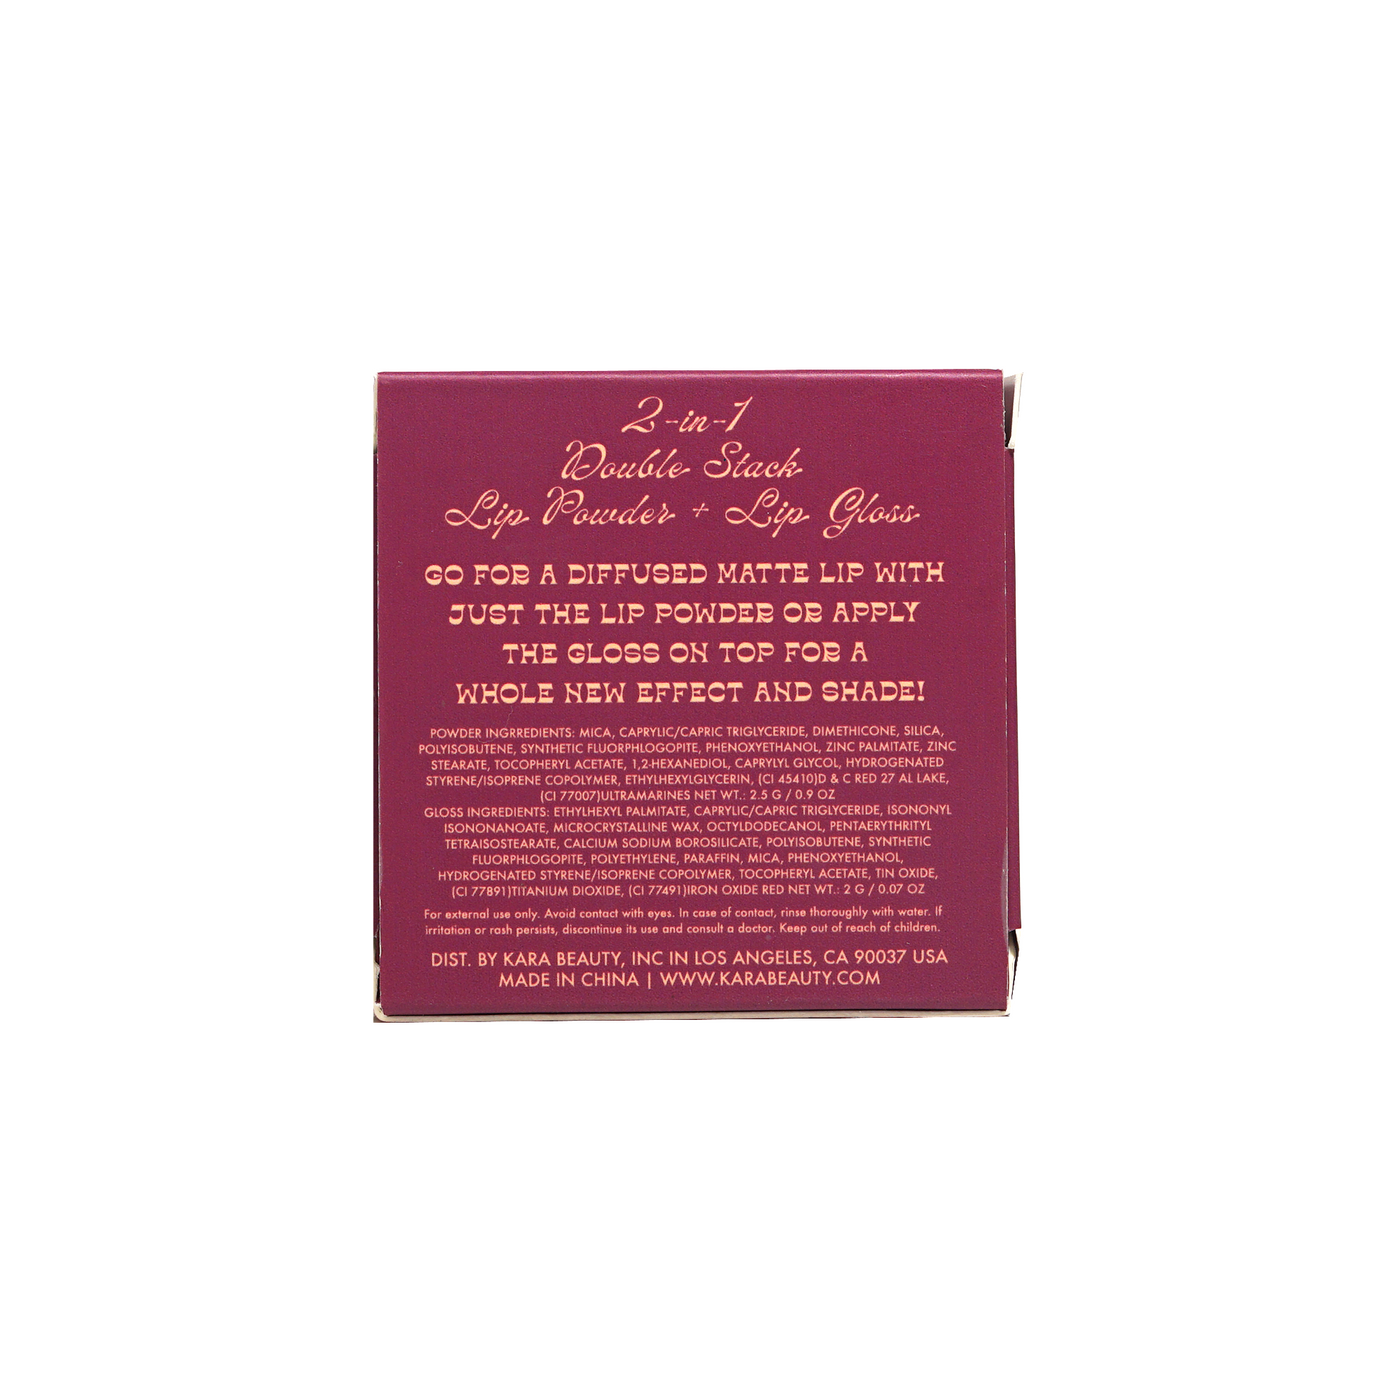 2-in-1
Double Stack
Lip Powder + Lip Gloss
GO FOR A DIFFUSED MATTE LIP WITH
JUST THE LIP POWDER OR APPLY
THE GLOSS ON TOP FOR A
WHOLE NEW EFFECT AND SHADE!
POWDER INGRREDIENTS: MICA, CAPRYLIC/CAPRIC TRIGLYCERIDE, DIMETHICONE, SILICA,
POLYISOBUTENE, SYNTHETIC FLUORPHLOGOPITE, PHENOXYETHANOL, ZINC PALMITATE, ZINC
STEARATE, TOCOPHERYL ACETATE, 1,2-HEXANEDIOL, CAPRYLYL GLYCOL, HYDROGENATED
STYRENE/ISOPRENE COPOLYMER, ETHYLHEXYLGLYCERIN, (CI 45410)D & C RED 27 AL LAKE,
(CI 77007)ULTRAMARINES NET WT.: 2.5 G / 0.9 OZ
GLOSS INGREDIENTS: ETHYLHEXYL PALMITATE, CAPRYLIC/CAPRIC TRIGLYCERIDE, ISONONYL
ISONONANOATE, MICROCRYSTALLINE WAX, OCTYLDODECANOL, PENTAERYTHRITYL
TETRAISOSTEARATE, CALCIUM SODIUM BOROSILICATE, POLYISOBUTENE, SYNTHETIC
FLUORPHLOGOPITE, POLYETHYLENE, PARAFFIN, MICA, PHENOXYETHANOL,
HYDROGENATED STYRENE/ISOPRENE COPOLYMER, TOCOPHERYL ACETATE, TIN OXIDE,
(CI 77891)TITANIUM DIOXIDE, (CI 77491)IRON OXIDE RED NET WT.: 2 G / 0.07 OZ
For external use only. Avoid contact with eyes. In case of contact, rinse thoroughly with water. If
irritation or rash persists, discontinue its use and consult a doctor. Keep out of reach of children.
DIST. BY KARA BEAUTY, INC IN LOS ANGELES, CA 90037 USA
MADE IN CHINA | WWW.KARABEAUTY.COM